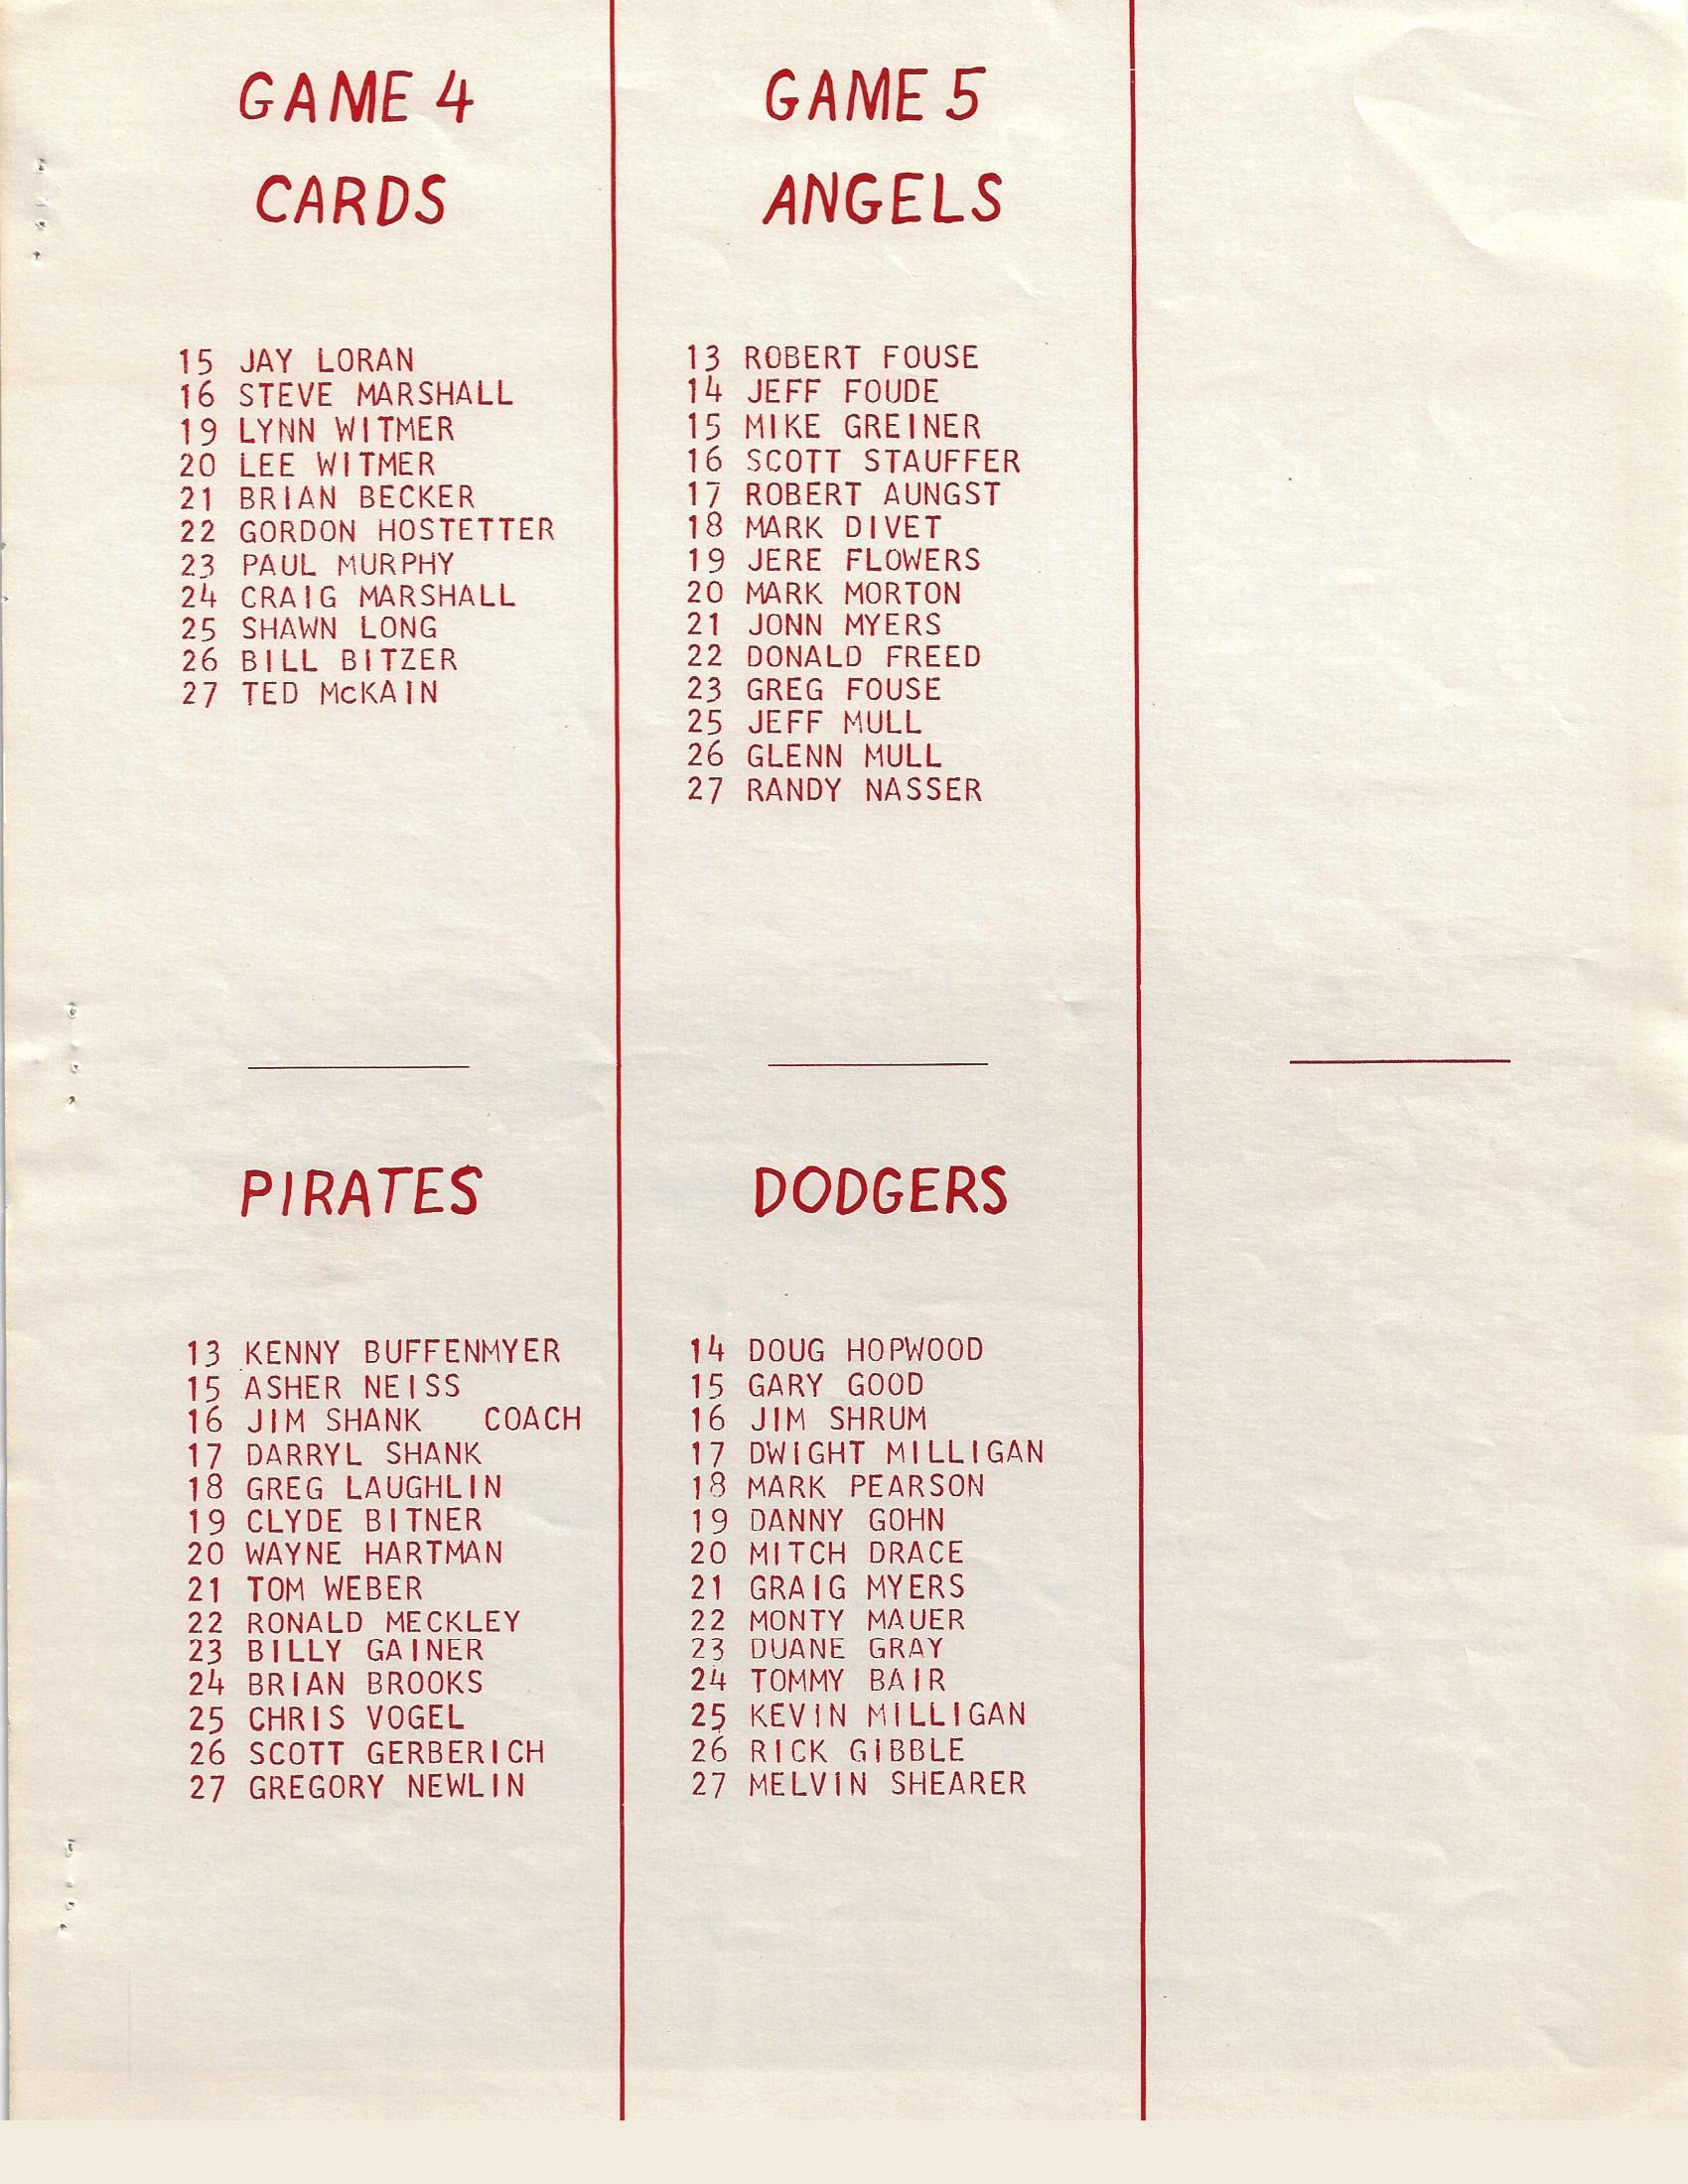 GAME 4
CARDS
15 JAY LORAN
16 STEVE MARSHALL
19 LYNN WITMER
20 LEE WITMER
21 BRIAN BECKER
22 GORDON HOSTETTER
23 PAUL MURPHY
24 CRAIG MARSHALL
25 SHAWN LONG
26 BILL BITZER
27 TED McKAIN
PIRATES
13 KENNY BUFFENMYER
15 ASHER NEISS
16 JIM SHANK COACH
17 DARRYL SHANK
18 GREG LAUGHLIN
19 CLYDE BITNER
20 WAYNE HARTMAN
21 TOM WEBER
22 RONALD MECKLEY
23 BILLY GAINER
24 BRIAN BROOKS
25 CHRIS VOGEL
26 SCOTT GERBERICH
27 GREGORY NEWLIN
GAME 5
ANGELS
13 ROBERT FOUSE
14 JEFF FOUDE
15 MIKE GREINER
16 SCOTT STAUFFER
17 ROBERT AUNGST
18 MARK DIVET
19 JERE FLOWERS
20 MARK MORTON
21 JONN MYERS
22 DONALD FREED
23 GREG FOUSE
25 JEFF MULL
26 GLENN MULL
27 RANDY NASSER
DODGERS
14 DOUG HOPWOOD
15 GARY GOOD
16 JIM SHRUM
17 DWIGHT MILLIGAN
18 MARK PEARSON
19 DANNY GOHN
20 MITCH DRACE
21 GRAIG MYERS
22 MONTY MAUER
23 DUANE GRAY
24 TOMMY BAIR
25 KEVIN MILLIGAN
26 RICK GIBBLE
27 MELVIN SHEARER